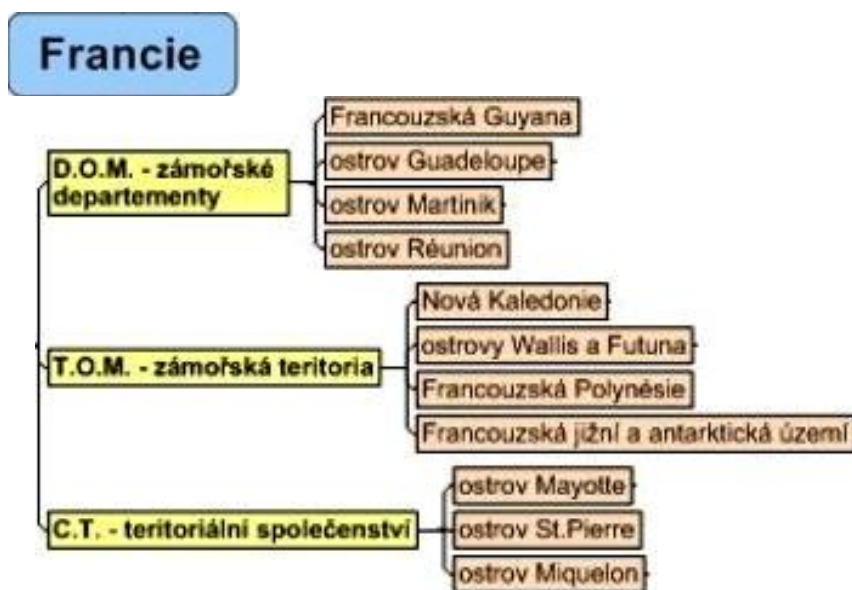 Francie
D.O.M. - zámořské
departementy
Francouzská Guyana
ostrov Guadeloupe
ostrov Martinik
ostrov Réunion
T.O.M. - zámořská teritoria
Nová Kaledonie
ostrovy Wallis a Futuna
Francouzská Polynésie
Francouzská jižní a antarktická území
C.T. - teritoriální společenství
ostrov Mayotte
ostrov St.Pierre
ostrov Miquelon